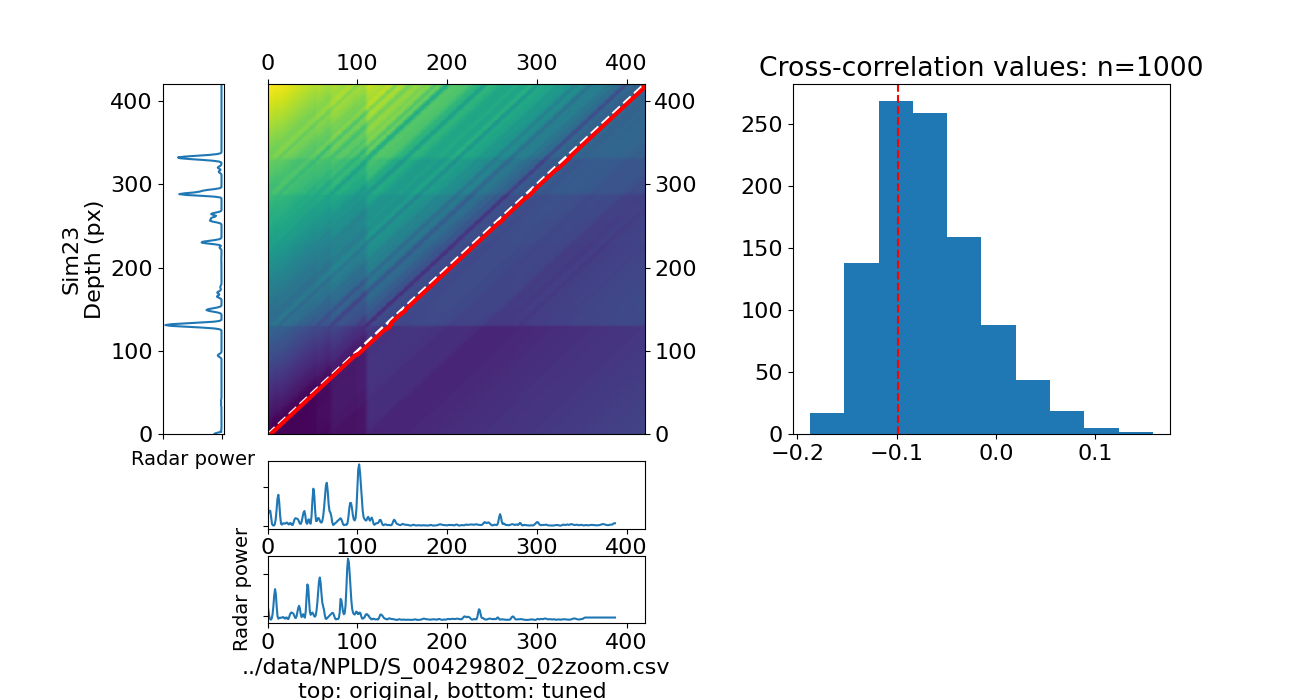 Cross-correlation values: n=1000
0 100 200 300 400
400
300
200
100
0
Sim23
Depth (px)
Radar power
400
300
200
100
0
250
200
150
100
50
0
−0.2 −0.1 0.0 0.1
0 100 200 300 400
Radar power
0 100 200 300 400
../data/NPLD/S_00429802_02zoom.csv
top: original, bottom: tuned